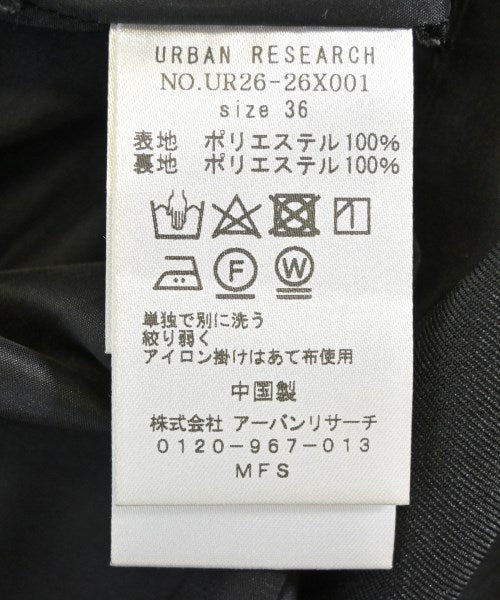 URBAN RESEARCH
NO.UR26-26X001
size 36
表地 ポリエステル100%
裏地 ポリエステル100%
F W
単独で別に洗う
絞り弱く
アイロン掛けはあて布使用
中国製
株式会社 アーバンリサーチ
0120-967-013
MFS